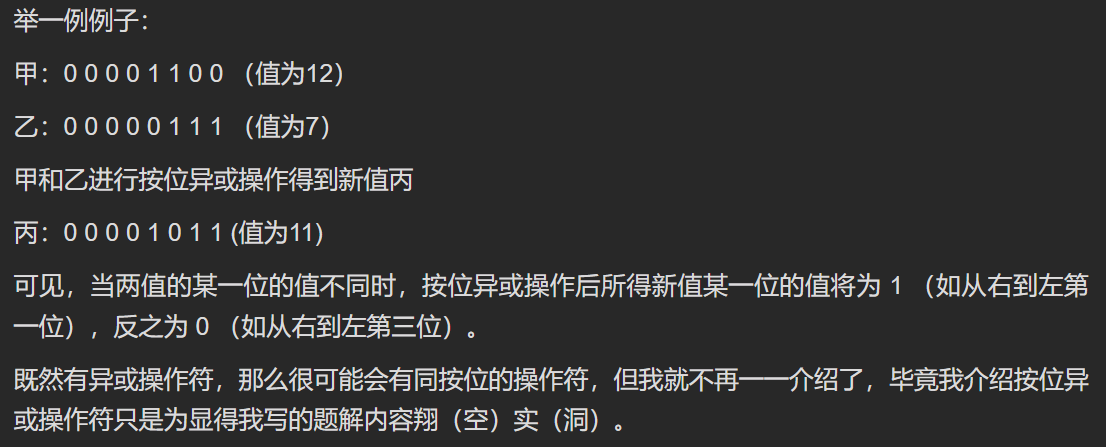 举一例例子：
甲：0 0 0 0 1 1 0 0 （值为12）
乙：0 0 0 0 0 1 1 1 （值为7）
甲和乙进行按位异或操作得到新值丙
丙：0 0 0 0 1 0 1 1 (值为11)
可见，当两值的某一位的值不同时，按位异或操作后所得新值某一位的值将为 1 （如从右到左第
一位），反之为 0 （如从右到左第三位）。
既然有异或操作符，那么很可能会有同按位的操作符，但我就不再一一介绍了，毕竟我介绍按位异
或操作符只是为显得我写的题解内容翔（空）实（洞）。